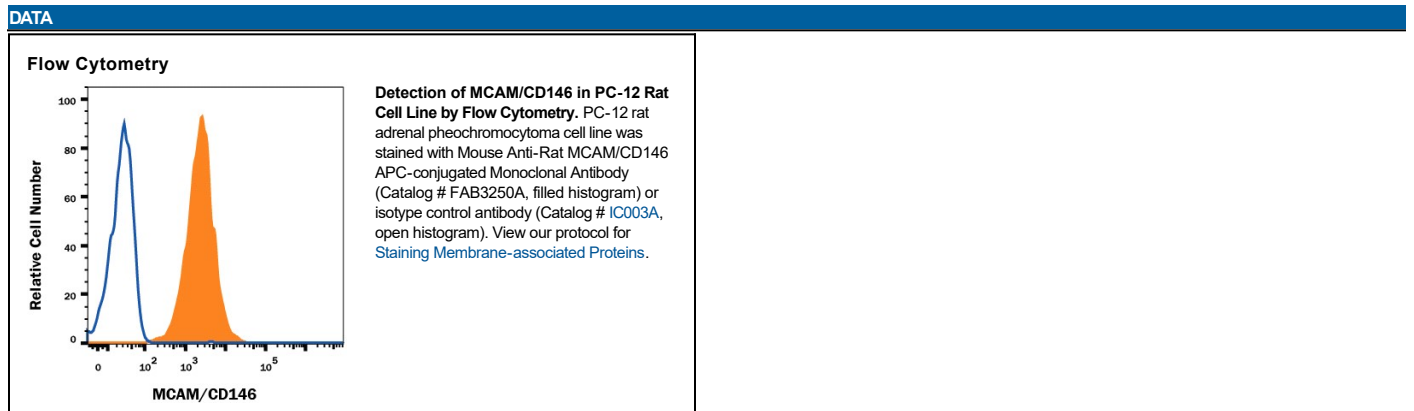 DATA
Flow Cytometry
Detection of MCAM/CD146 in PC-12 Rat
Cell Line by Flow Cytometry. PC-12 rat
adrenal pheochromocytoma cell line was
stained with Mouse Anti-Rat MCAM/CD146
APC-conjugated Monoclonal Antibody
(Catalog # FAB3250A, filled histogram) or
isotype control antibody (Catalog # IC003A,
open histogram). View our protocol for
Staining Membrane-associated Proteins.
Relative Cell Number
100
80
60
40
20
0
0 10² 10³ 10⁵
MCAM/CD146